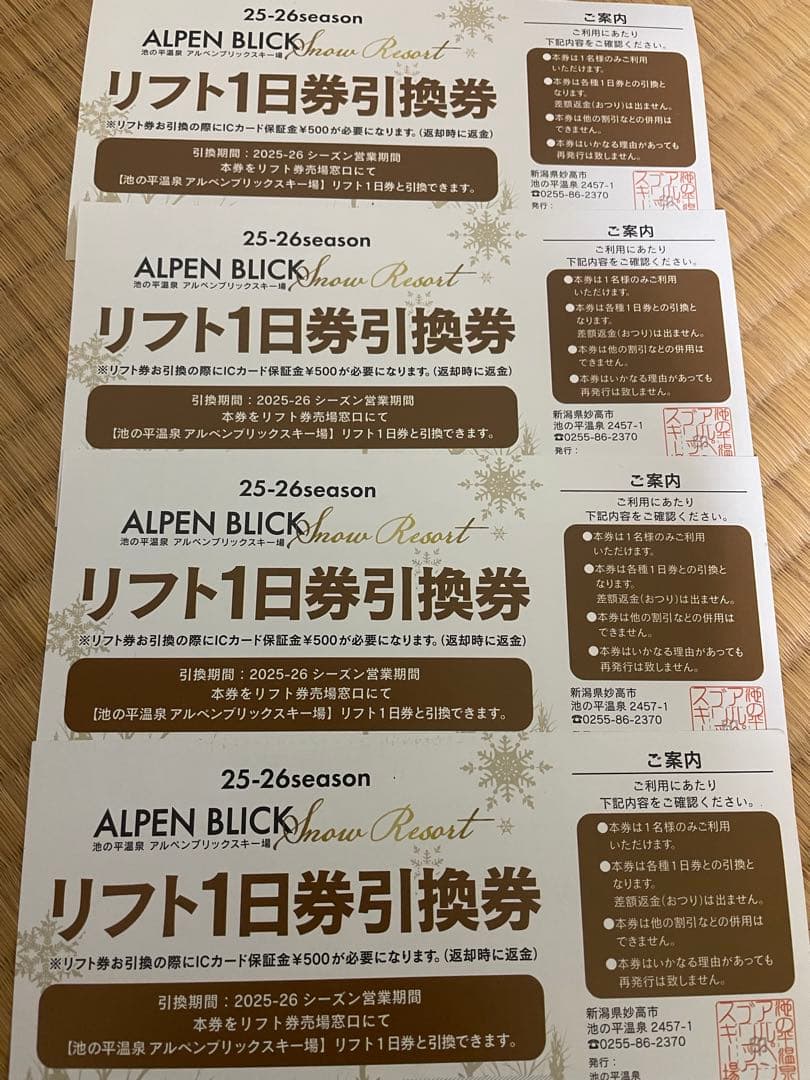 25-26season
ALPEN BLICK Snow Resort
池の平温泉 アルペンブリックスキー場
リフト1日券引換券
※リフト券お引換の際にICカード保証金¥500が必要になります。(返却時に返金)
引換期間：2025-26 シーズン営業期間
本券をリフト券売場窓口にて
【池の平温泉 アルペンブリックスキー場】リフト1日券と引換できます。
ご案内
ご利用にあたり
下記内容をご確認ください。
●本券は1名様のみご利用
いただけます。
●本券は各種1日券との引換と
なります。
差額返金(おつり)は出ません。
●本券は他の割引などの併用は
できません。
●本券はいかなる理由があっても
再発行は致しません。
新潟県妙高市
池の平温泉 2457-1
☎0255-86-2370
発行：
25-26season
ALPEN BLICK Snow Resort
池の平温泉 アルペンブリックスキー場
リフト1日券引換券
※リフト券お引換の際にICカード保証金¥500が必要になります。(返却時に返金)
引換期間：2025-26 シーズン営業期間
本券をリフト券売場窓口にて
【池の平温泉 アルペンブリックスキー場】リフト1日券と引換できます。
ご案内
ご利用にあたり
下記内容をご確認ください。
●本券は1名様のみご利用
いただけます。
●本券は各種1日券との引換と
なります。
差額返金(おつり)は出ません。
●本券は他の割引などの併用は
できません。
●本券はいかなる理由があっても
再発行は致しません。
新潟県妙高市
池の平温泉 2457-1
☎0255-86-2370
発行：
25-26season
ALPEN BLICK Snow Resort
池の平温泉 アルペンブリックスキー場
リフト1日券引換券
※リフト券お引換の際にICカード保証金¥500が必要になります。(返却時に返金)
引換期間：2025-26 シーズン営業期間
本券をリフト券売場窓口にて
【池の平温泉 アルペンブリックスキー場】リフト1日券と引換できます。
ご案内
ご利用にあたり
下記内容をご確認ください。
●本券は1名様のみご利用
いただけます。
●本券は各種1日券との引換と
なります。
差額返金(おつり)は出ません。
●本券は他の割引などの併用は
できません。
●本券はいかなる理由があっても
再発行は致しません。
新潟県妙高市
池の平温泉 2457-1
☎0255-86-2370
25-26season
ALPEN BLICK Snow Resort
池の平温泉 アルペンブリックスキー場
リフト1日券引換券
※リフト券お引換の際にICカード保証金¥500が必要になります。(返却時に返金)
引換期間：2025-26 シーズン営業期間
本券をリフト券売場窓口にて
【池の平温泉 アルペンブリックスキー場】リフト1日券と引換できます。
ご案内
ご利用にあたり
下記内容をご確認ください。
●本券は1名様のみご利用
いただけます。
●本券は各種1日券との引換と
なります。
差額返金(おつり)は出ません。
●本券は他の割引などの併用は
できません。
●本券はいかなる理由があっても
再発行は致しません。
新潟県妙高市
池の平温泉 2457-1
☎0255-86-2370
発行：
池の平温泉